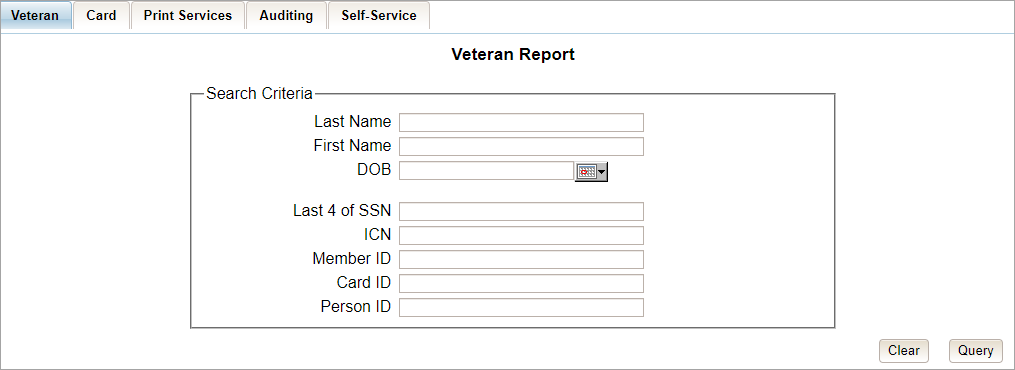 Veteran Card Print Services Auditing Self-Service
Veteran Report
Search Criteria
Last Name
First Name
DOB
Last 4 of SSN
ICN
Member ID
Card ID
Person ID
Clear Query